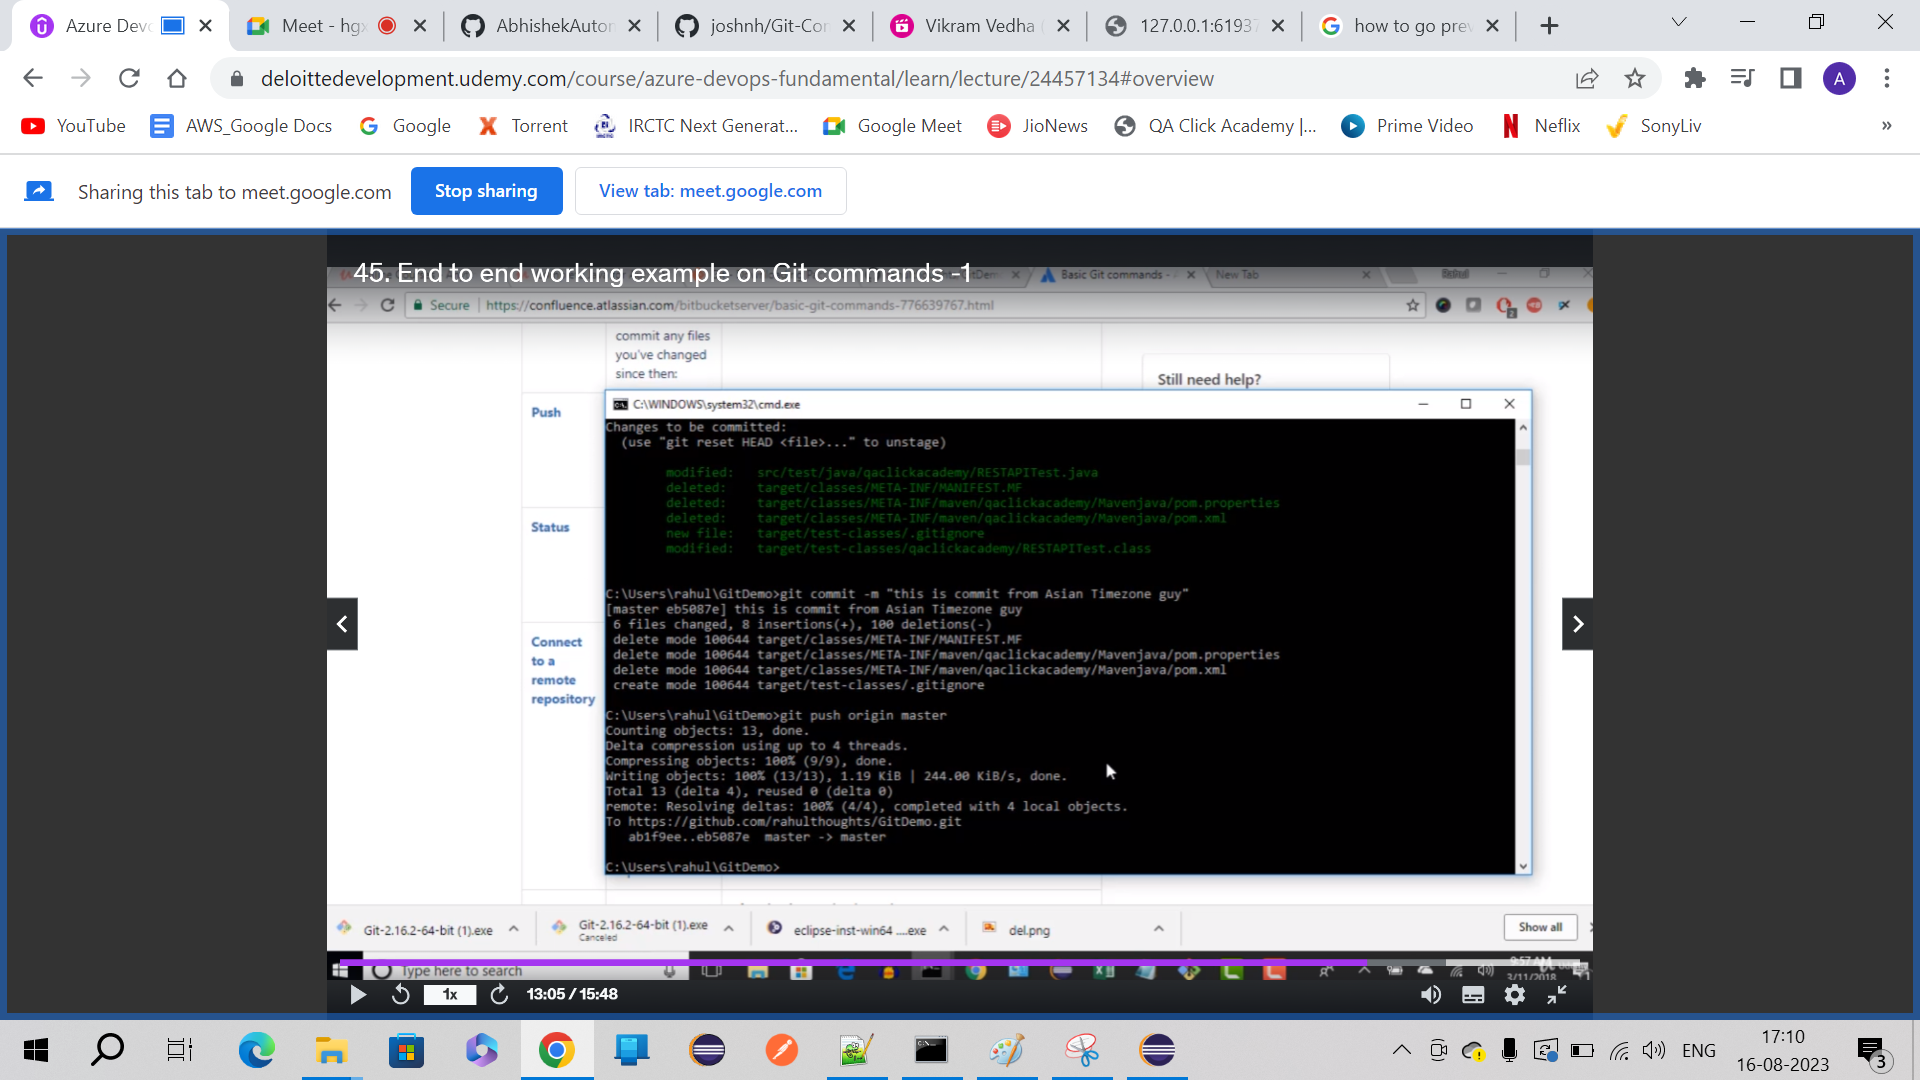 Azure Devo
Meet - hgx
AbhishekAuton
joshnh/Git-Con
Vikram Vedha (
127.0.0.1:61937
how to go prev
deloittedevelopment.udemy.com/course/azure-devops-fundamental/learn/lecture/24457134#overview
A
YouTube
AWS_Google Docs
Google
Torrent
IRCTC Next Generat...
Google Meet
JioNews
QA Click Academy |...
Prime Video
Neflix
SonyLiv
»
Sharing this tab to meet.google.com
Stop sharing
View tab: meet.google.com
45. End to end working example on Git commands -1
Basic Git commands -
New Tab
Secure | https://confluence.atlassian.com/bitbucketserver/basic-git-commands-776639767.html
commit any files
you've changed
since then:
Still need help?
Push
Status
Connect
to a
remote
repository
C:\WINDOWS\system32\cmd.exe
Changes to be committed:
(use "git reset HEAD <file>..." to unstage)
modified: src/test/java/qaclickacademy/RESTAPITest.java
deleted: target/classes/META-INF/MANIFEST.MF
deleted: target/classes/META-INF/maven/qaclickacademy/Mavenjava/pom.properties
deleted: target/classes/META-INF/maven/qaclickacademy/Mavenjava/pom.xml
new file: target/test-classes/.gitignore
modified: target/test-classes/qaclickacademy/RESTAPITest.class
C:\Users\rahul\GitDemo>git commit -m "this is commit from Asian Timezone guy"
[master eb5087e] this is commit from Asian Timezone guy
6 files changed, 8 insertions(+), 100 deletions(-)
delete mode 100644 target/classes/META-INF/MANIFEST.MF
delete mode 100644 target/classes/META-INF/maven/qaclickacademy/Mavenjava/pom.properties
delete mode 100644 target/classes/META-INF/maven/qaclickacademy/Mavenjava/pom.xml
create mode 100644 target/test-classes/.gitignore
C:\Users\rahul\GitDemo>git push origin master
Counting objects: 13, done.
Delta compression using up to 4 threads.
Compressing objects: 100% (9/9), done.
Writing objects: 100% (13/13), 1.19 KiB | 244.00 KiB/s, done.
Total 13 (delta 4), reused 0 (delta 0)
remote: Resolving deltas: 100% (4/4), completed with 4 local objects.
To https://github.com/rahulthoughts/GitDemo.git
ab1f9ee..eb5087e master -> master
C:\Users\rahul\GitDemo>
Git-2.16.2-64-bit (1).exe
Git-2.16.2-64-bit (1).exe
Canceled
eclipse-inst-win64 ....exe
del.png
Show all
Type here to search
9:57 AM
3/11/2018
1x
13:05 / 15:48
ENG
17:10
16-08-2023
3